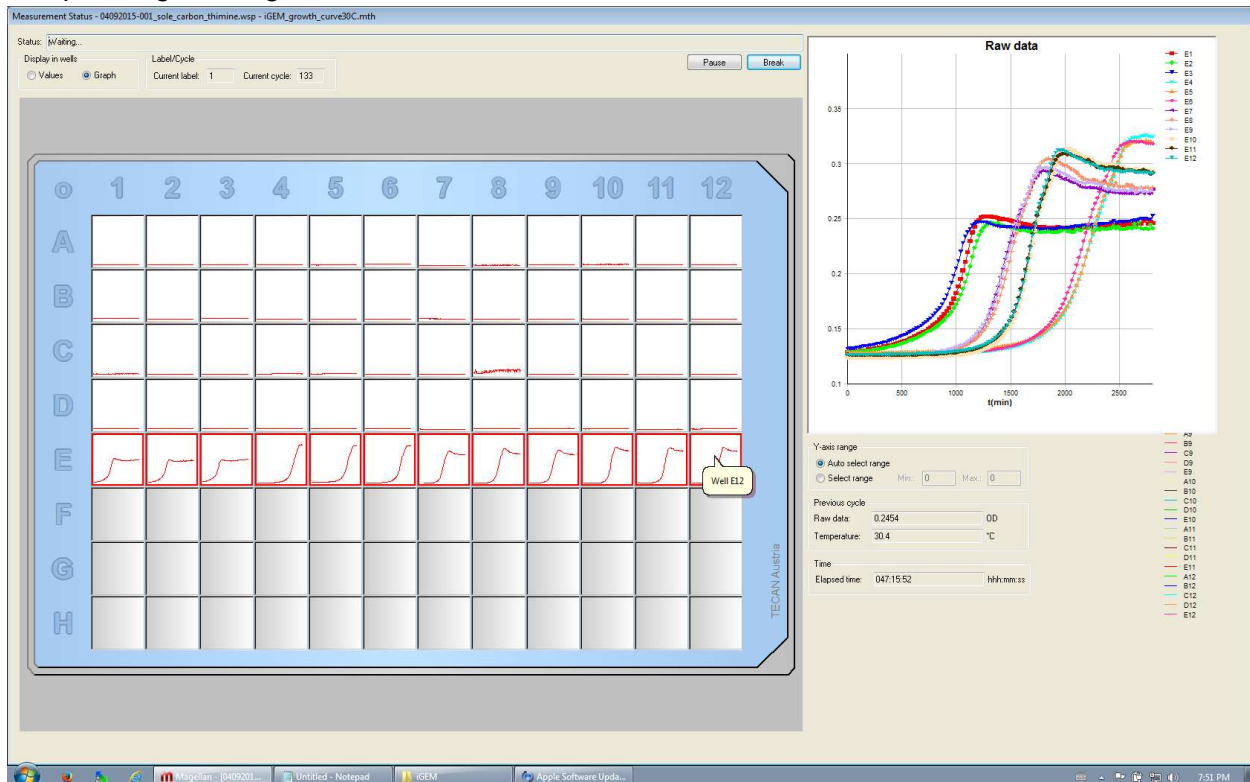 Measurement Status - 04092015-001_sole_carbon_thimine.wsp - iGEM_growth_curve30C.mth
Status: Waiting...
Display in wells
Values Graph
Label/Cycle
Current label: 1 Current cycle: 133
Pause Break
o 1 2 3 4 5 6 7 8 9 10 11 12
A
B
C
D
E
F
G
H
Well E12
TECAN Austria
Raw data
0.35
0.3
0.25
0.2
0.15
0.1
0 500 1000 1500 2000 2500
t(min)
E1
E2
E3
E4
E5
E6
E7
E8
E9
E10
E11
E12
Y-axis range
Auto select range
Select range Min.: 0 Max.: 0
Previous cycle
Raw data: 0.2454 OD
Temperature: 30.4 °C
Time
Elapsed time: 047:15:52 hhh:mm:ss
A9
B9
C9
D9
E9
A10
B10
C10
D10
E10
A11
B11
C11
D11
E11
A12
B12
C12
D12
E12
Magellan - [0409201... Untitled - Notepad iGEM Apple Software Upda... 7:51 PM